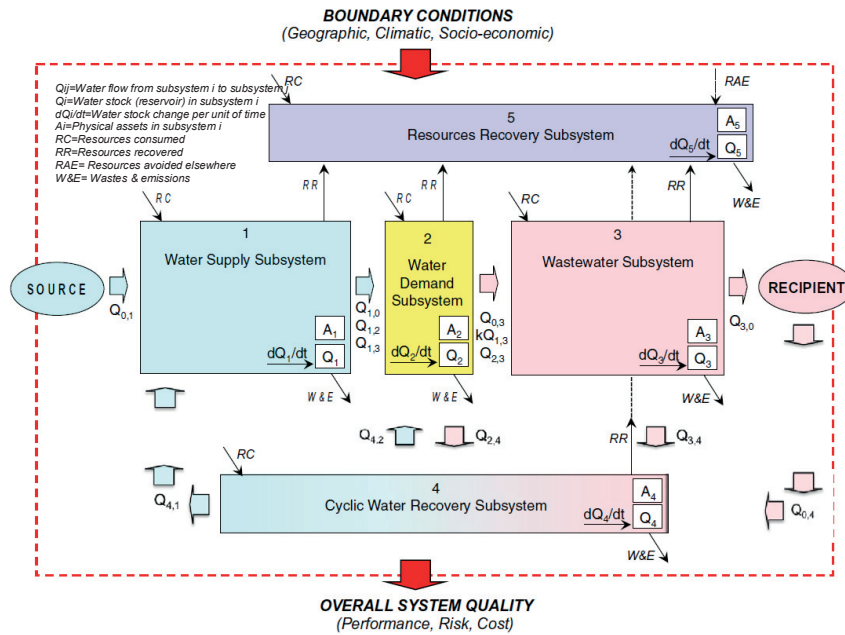 BOUNDARY CONDITIONS
(Geographic, Climatic, Socio-economic)
Qij=Water flow from subsystem i to subsystem j
Qi=Water stock (reservoir) in subsystem i
dQi/dt=Water stock change per unit of time
Ai=Physical assets in subsystem i
RC=Resources consumed
RR=Resources recovered
RAE= Resources avoided elsewhere
W&E= Wastes & emissions
RC
RAE
5
Resources Recovery Subsystem
A5
dQ5/dt
Q5
W&E
RC
RR
RC
RR
RC
RR
1
Water Supply Subsystem
2
Water
Demand
Subsystem
3
Wastewater Subsystem
SOURCE
Q0,1
Q1,0
Q1,2
Q1,3
Q0,3
kQ1,3
Q2,3
RECIPIENT
Q3,0
A1
dQ1/dt
Q1
A2
dQ2/dt
Q2
A3
dQ3/dt
Q3
W&E
W&E
W&E
Q4,2
Q2,4
RR
Q3,4
RC
4
Cyclic Water Recovery Subsystem
A4
dQ4/dt
Q4
Q4,1
Q0,4
W&E
OVERALL SYSTEM QUALITY
(Performance, Risk, Cost)